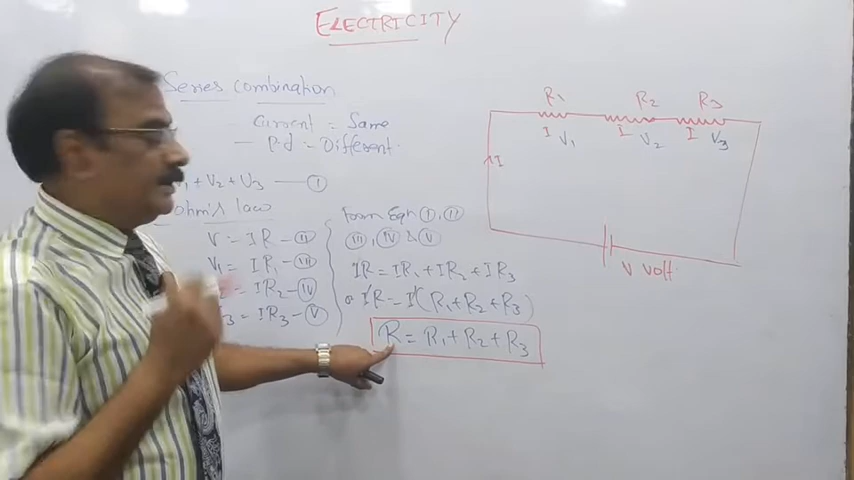 ELECTRICITY
Series combination
Current = Same
- P.d = Different.
+ V2 + V3 — (I)
ohm's law
V = IR - (II)
V1 = IR1 - (III)
= IR2 - (IV)
3 = IR3 - (V)
form Eqn (I), (II)
(III), (IV) & (V)
IR = IR1 + IR2 + IR3
or IR = I(R1 + R2 + R3)
R = R1 + R2 + R3
R1 R2 R3
I V1 I V2 I V3
I
V Volt